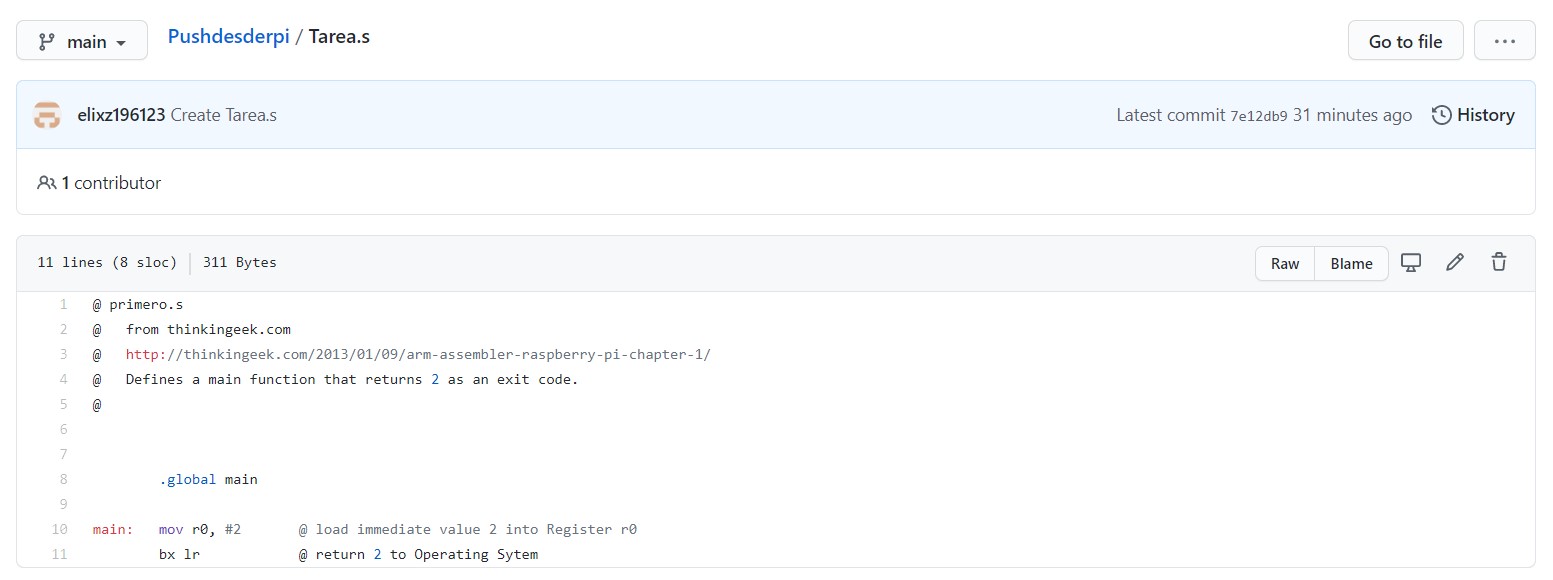 main Pushdesderpi / Tarea.s Go to file ...
elixz196123 Create Tarea.s Latest commit 7e12db9 31 minutes ago History
1 contributor
11 lines (8 sloc) 311 Bytes Raw Blame
1 @ primero.s
2 @ from thinkingeek.com
3 @ http://thinkingeek.com/2013/01/09/arm-assembler-raspberry-pi-chapter-1/
4 @ Defines a main function that returns 2 as an exit code.
5 @
6
7
8 .global main
9
10 main: mov r0, #2 @ load immediate value 2 into Register r0
11 bx lr @ return 2 to Operating Sytem